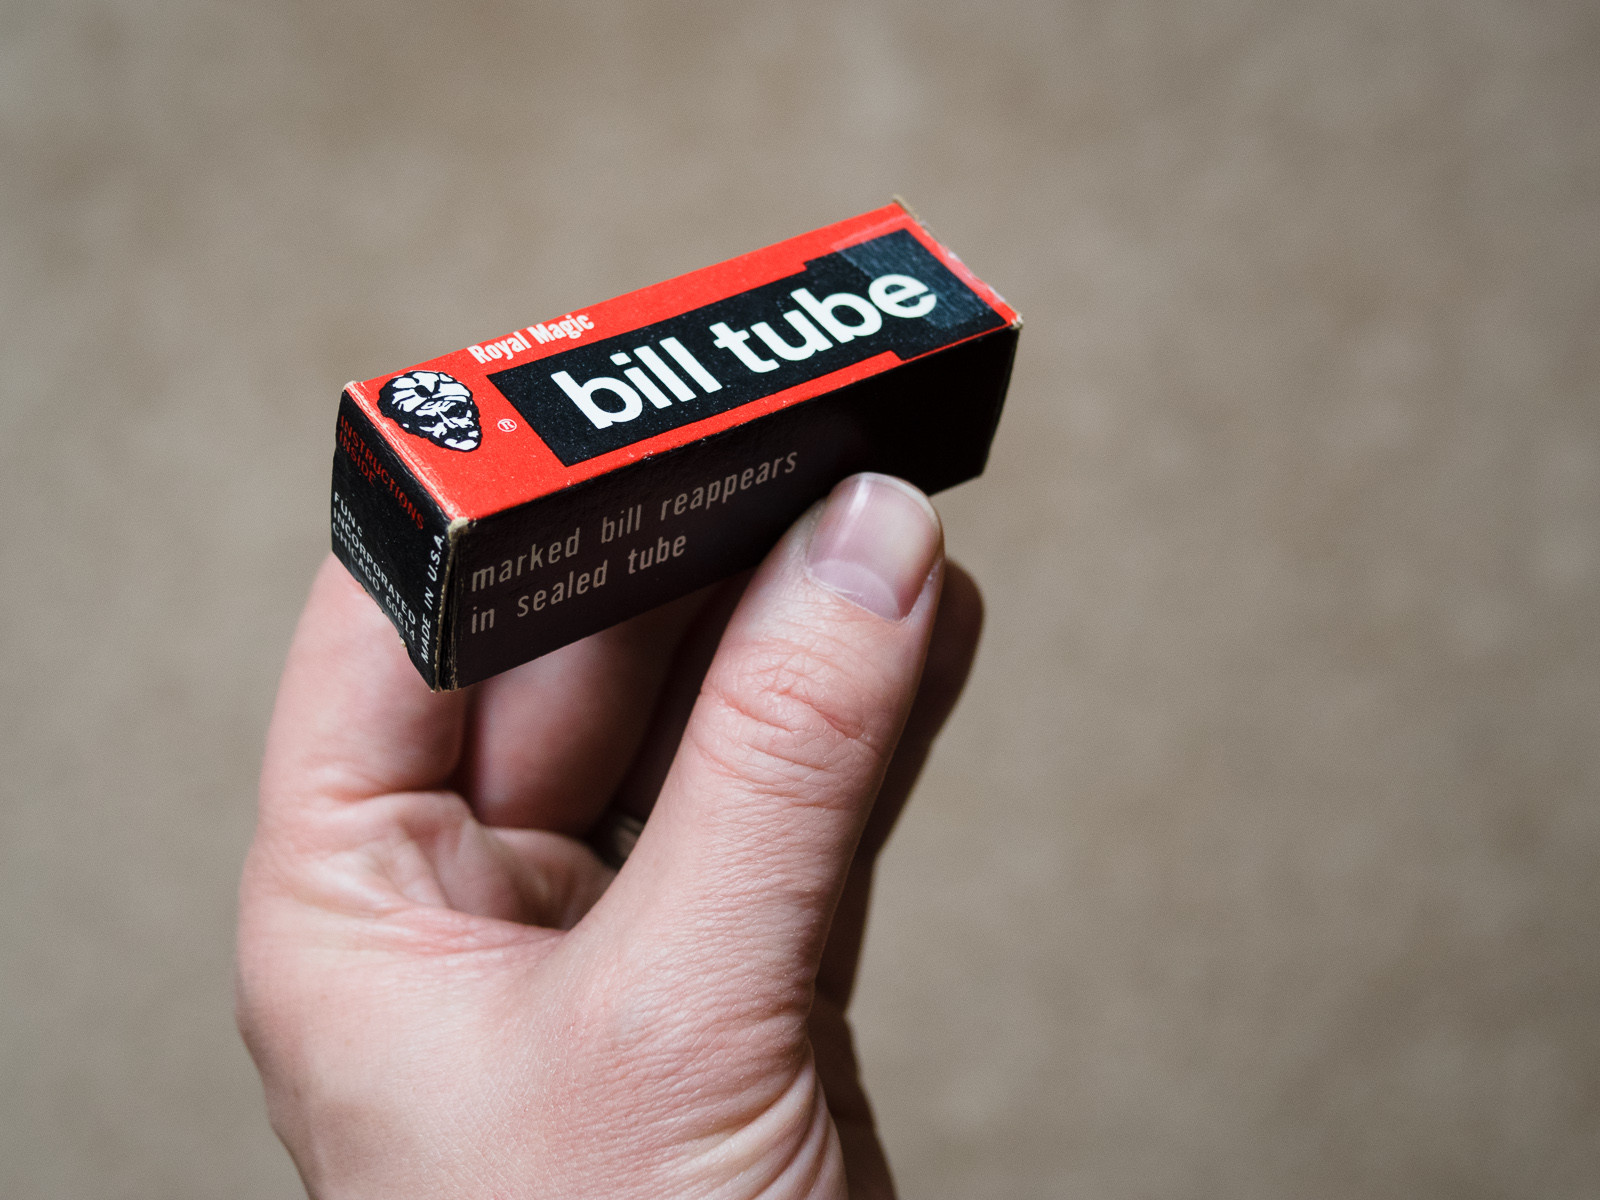 Royal Magic
bill tube
®
marked bill reappears
in sealed tube
INSTRUCTIONS
INSIDE
FUN
INCORPORATED
CHICAGO 60614
MADE IN U.S.A.